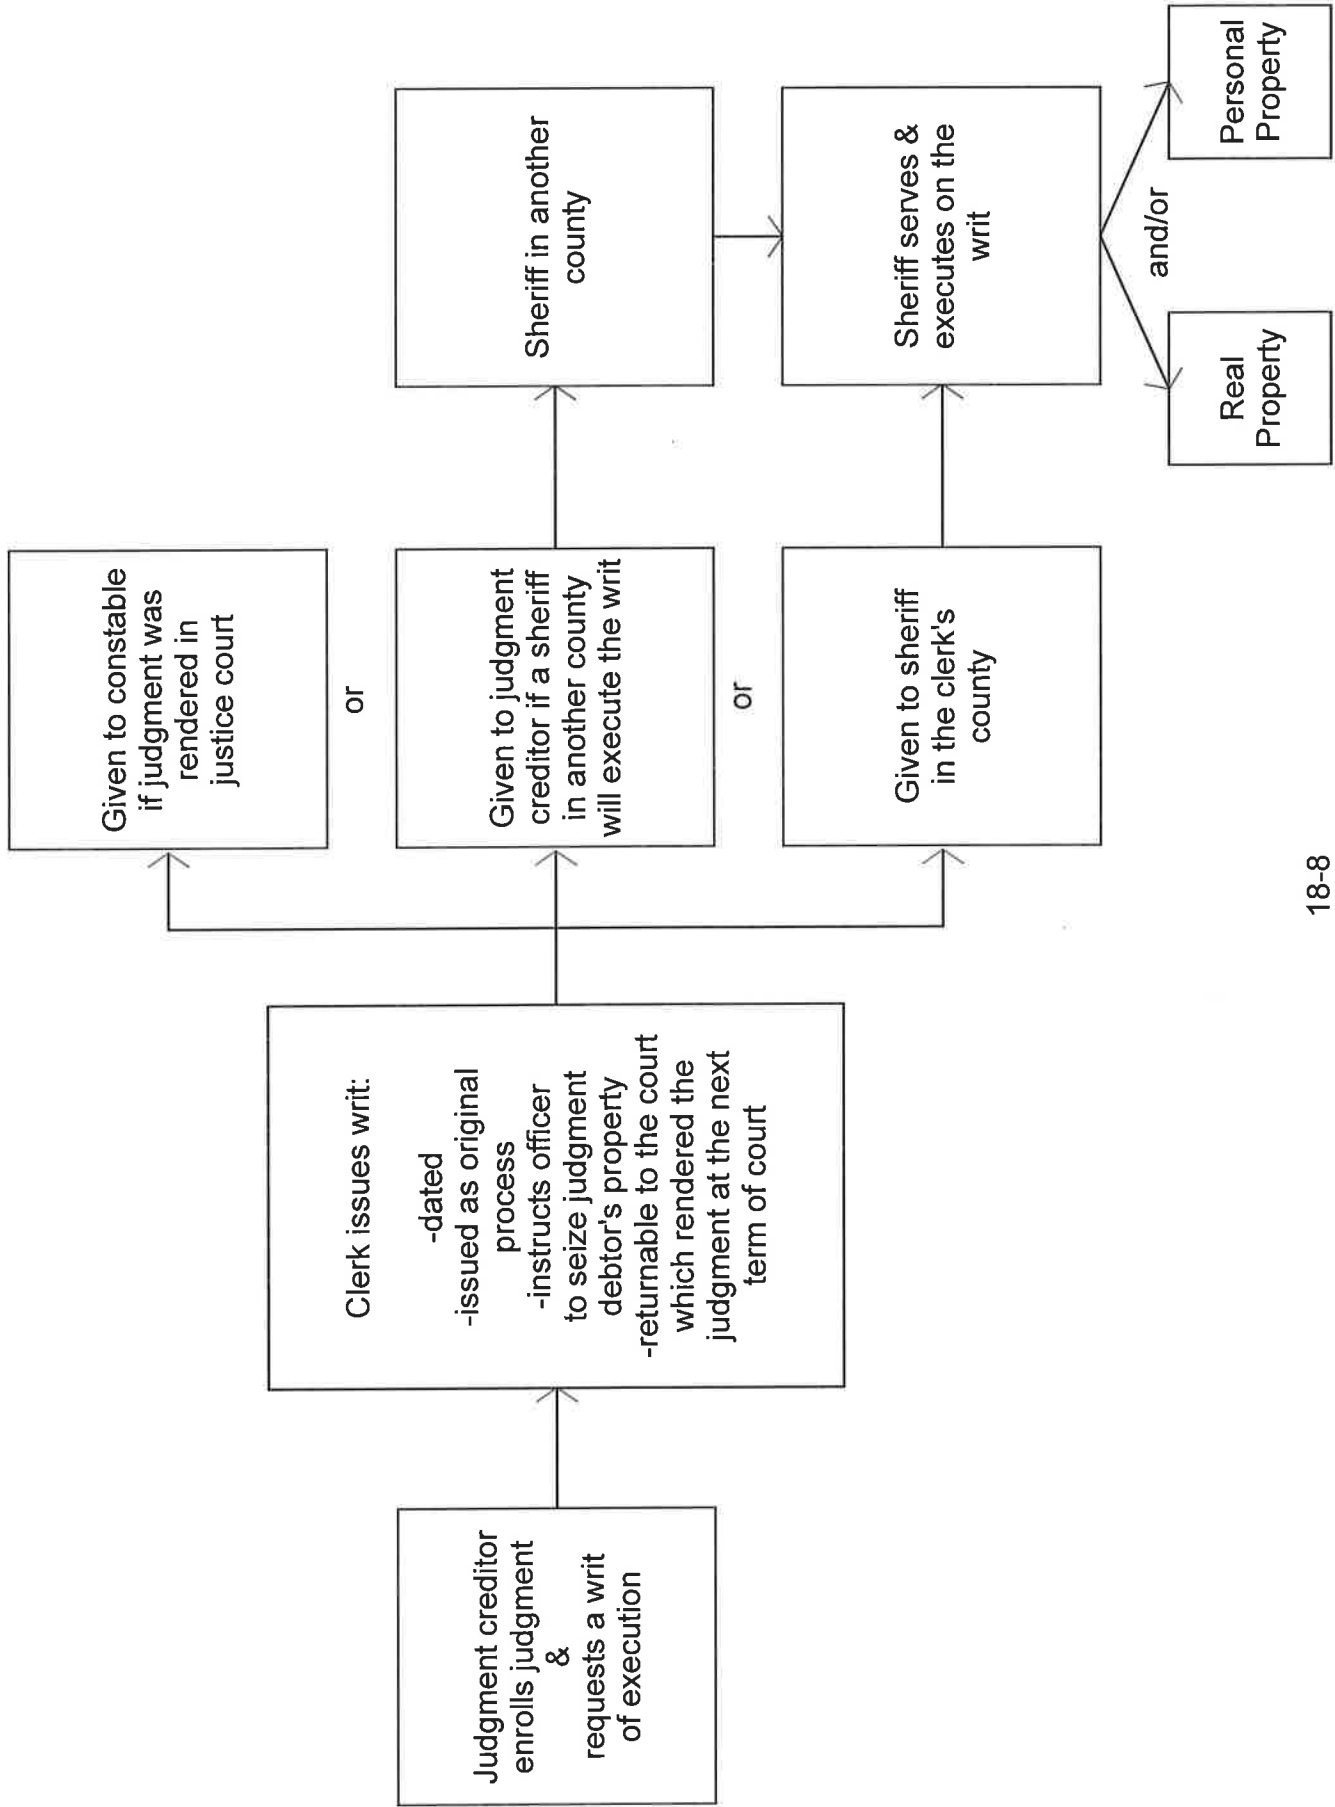 Judgment creditor
enrolls judgment
&
requests a writ
of execution
Clerk issues writ:
-dated
-issued as original
process
-instructs officer
to seize judgment
debtor's property
-returnable to the court
which rendered the
judgment at the next
term of court
Given to constable
if judgment was
rendered in
justice court
or
Given to judgment
creditor if a sheriff
in another county
will execute the writ
or
Given to sheriff
in the clerk's
county
Sheriff in another
county
Sheriff serves &
executes on the
writ
Real
Property
and/or
Personal
Property
18-8